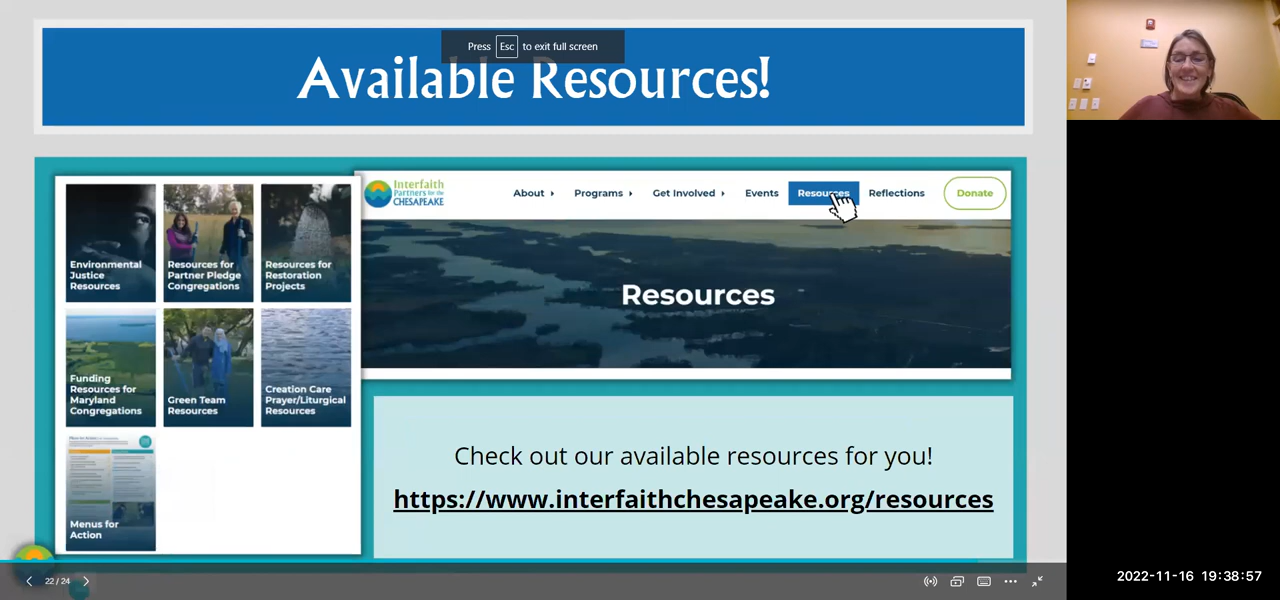 Press Esc to exit full screen
Available Resources!
Environmental
Justice
Resources
Resources for
Partner Pledge
Congregations
Resources for
Restoration
Projects
Funding
Resources for
Maryland
Congregations
Green Team
Resources
Creation Care
Prayer/Liturgical
Resources
Menus for
Action
Interfaith
Partners for the
CHESAPEAKE
About
Programs
Get Involved
Events
Resources
Reflections
Donate
Resources
Check out our available resources for you!
https://www.interfaithchesapeake.org/resources
22 / 24
2022-11-16 19:38:57